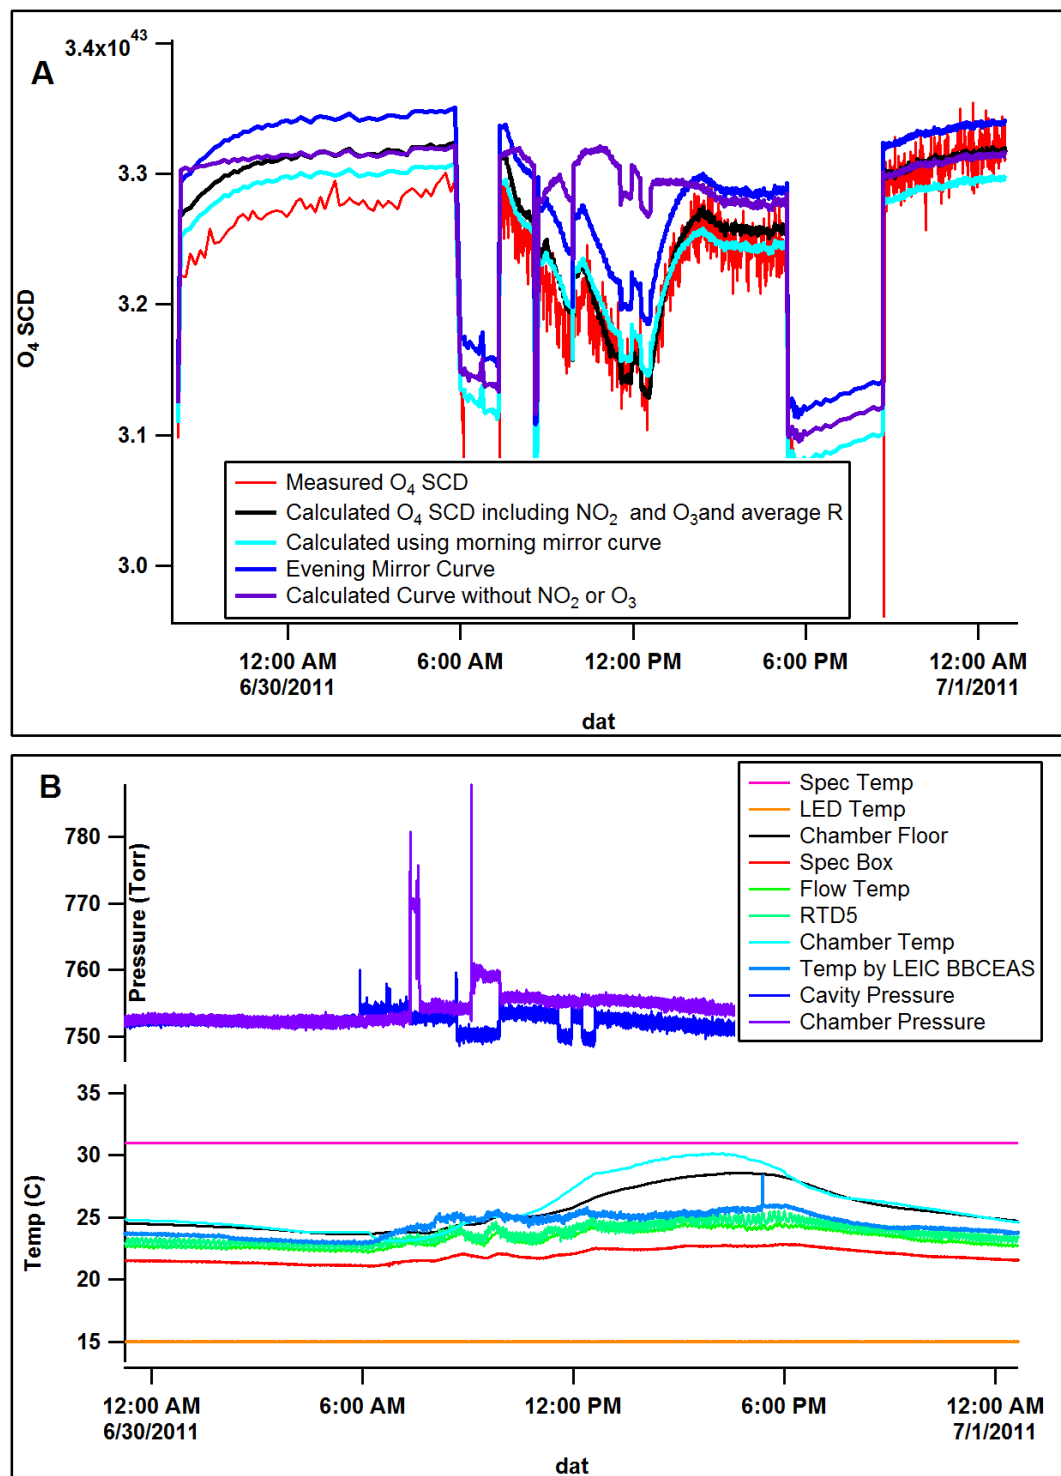 A
3.4x10^43
3.3
3.2
3.1
3.0
O4 SCD
Measured O4 SCD
Calculated O4 SCD including NO2 and O3and average R
Calculated using morning mirror curve
Evening Mirror Curve
Calculated Curve without NO2 or O3
12:00 AM 6:00 AM 12:00 PM 6:00 PM 12:00 AM
6/30/2011 7/1/2011
dat
B
Spec Temp
LED Temp
Chamber Floor
Spec Box
Flow Temp
RTD5
Chamber Temp
Temp by LEIC BBCEAS
Cavity Pressure
Chamber Pressure
780
770
760
750
Pressure (Torr)
35
30
25
20
15
Temp (C)
12:00 AM 6:00 AM 12:00 PM 6:00 PM 12:00 AM
6/30/2011 7/1/2011
dat